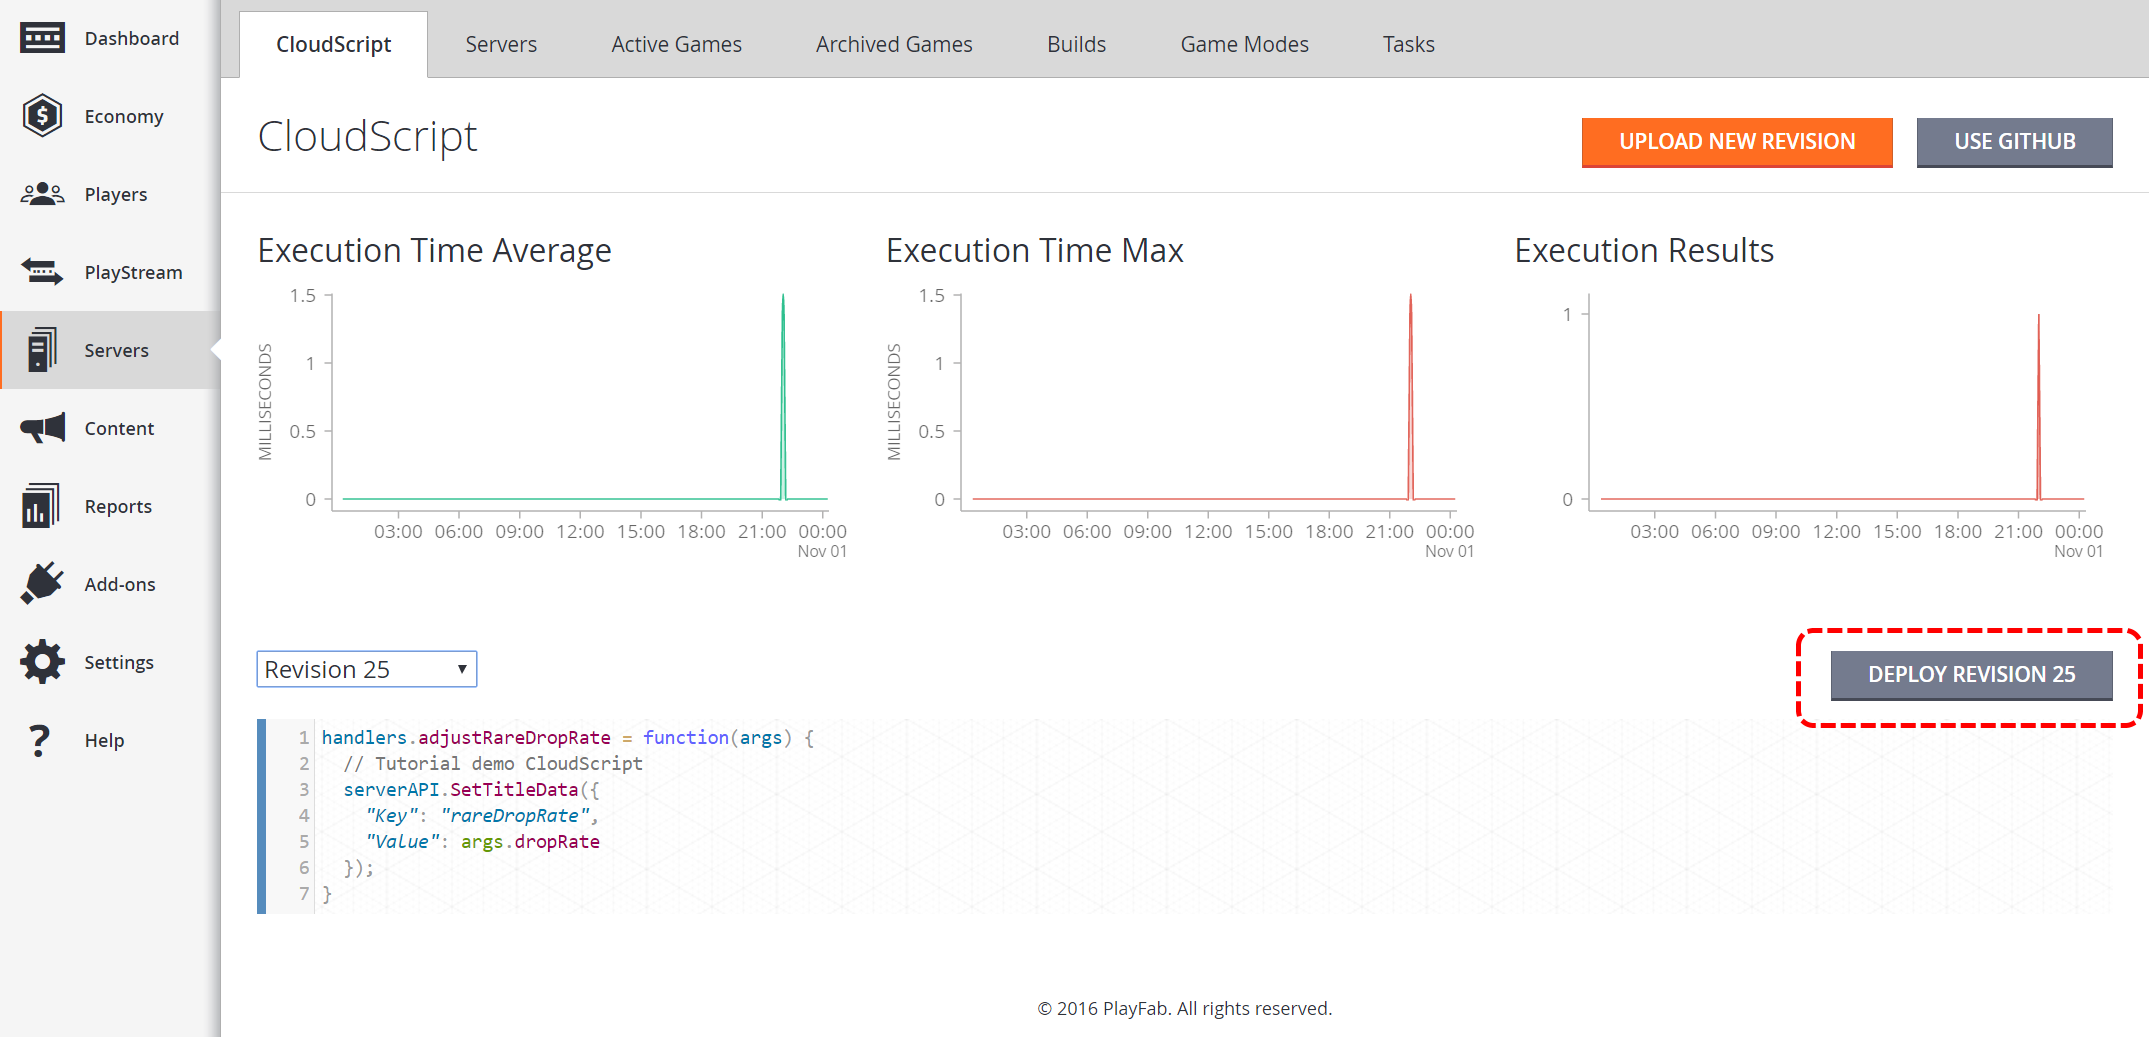 Dashboard
Economy
Players
PlayStream
Servers
Content
Reports
Add-ons
Settings
Help
CloudScript Servers Active Games Archived Games Builds Game Modes Tasks
CloudScript
UPLOAD NEW REVISION USE GITHUB
Execution Time Average
MILLISECONDS
1.5
1
0.5
0
03:00 06:00 09:00 12:00 15:00 18:00 21:00 00:00
Nov 01
Execution Time Max
MILLISECONDS
1.5
1
0.5
0
03:00 06:00 09:00 12:00 15:00 18:00 21:00 00:00
Nov 01
Execution Results
1
0
03:00 06:00 09:00 12:00 15:00 18:00 21:00 00:00
Nov 01
Revision 25
DEPLOY REVISION 25
1 handlers.adjustRareDropRate = function(args) {
2 // Tutorial demo CloudScript
3 serverAPI.SetTitleData({
4 "Key": "rareDropRate",
5 "Value": args.dropRate
6 });
7 }
© 2016 PlayFab. All rights reserved.